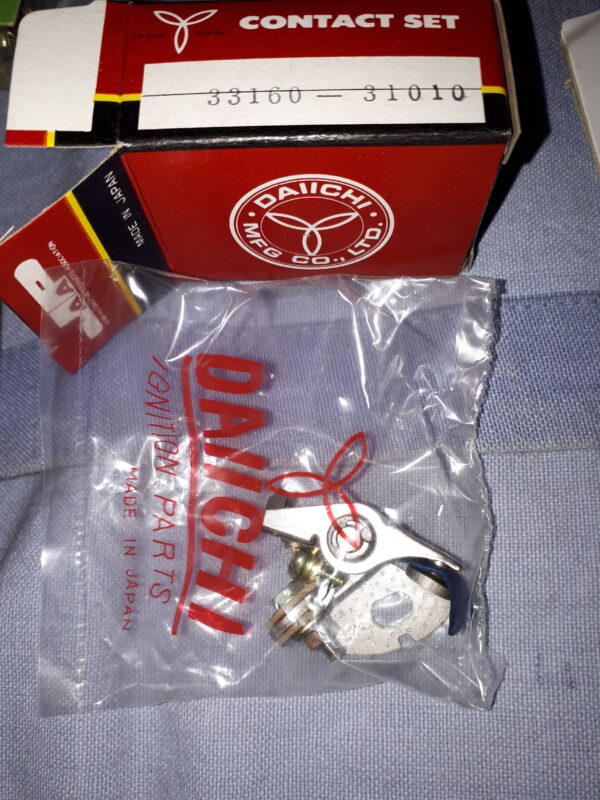 TRADE MARK
CONTACT SET
33160 — 31010
DAIICHI
MFG CO., LTD.
MADE IN JAPAN
DAIICHI
IGNITION PARTS
MADE IN JAPAN